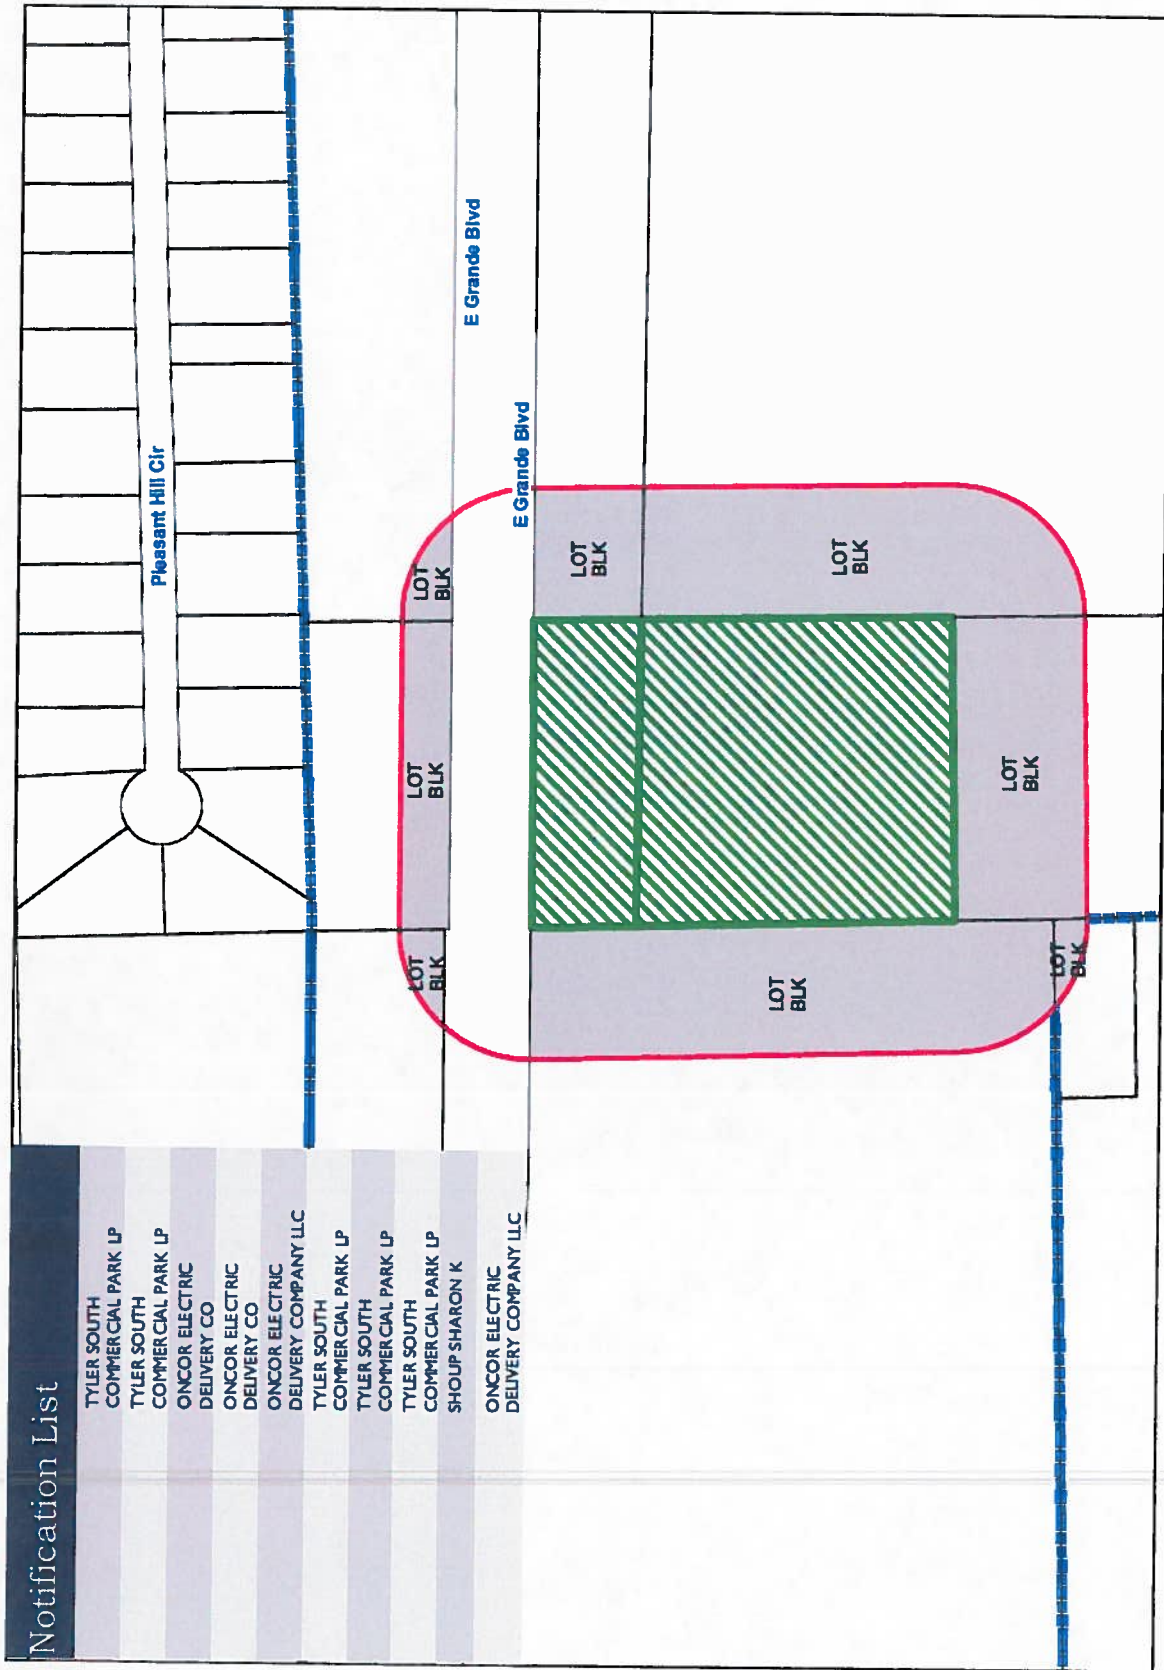 Notification List
TYLER SOUTH
COMMERCIAL PARK LP
TYLER SOUTH
COMMERCIAL PARK LP
ONCOR ELECTRIC
DELIVERY CO
ONCOR ELECTRIC
DELIVERY CO
ONCOR ELECTRIC
DELIVERY COMPANY LLC
TYLER SOUTH
COMMERCIAL PARK LP
TYLER SOUTH
COMMERCIAL PARK LP
TYLER SOUTH
COMMERCIAL PARK LP
SHOUP SHARON K
ONCOR ELECTRIC
DELIVERY COMPANY LLC
Pleasant Hill Cir
E Grande Blvd
E Grande Blvd
LOT
BLK
LOT
BLK
LOT
BLK
LOT
BLK
LOT
BLK
LOT
BLK
LOT
BLK
LOT
BLK